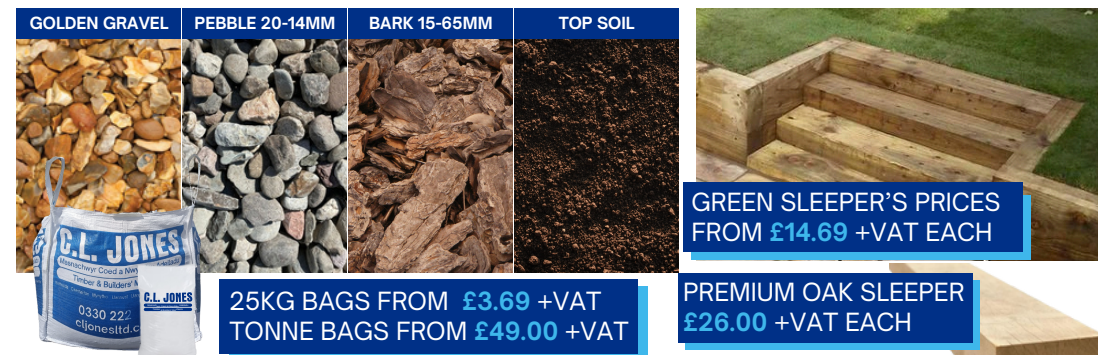 GOLDEN GRAVEL
PEBBLE 20-14MM
BARK 15-65MM
TOP SOIL
C.L. JONES
Masnachwyr Coed a
Timber & Builders'
0330 222
cljonesltd.c
C.L. JONES
25KG BAGS FROM £3.69 +VAT
TONNE BAGS FROM £49.00 +VAT
GREEN SLEEPER'S PRICES
FROM £14.69 +VAT EACH
PREMIUM OAK SLEEPER
£26.00 +VAT EACH